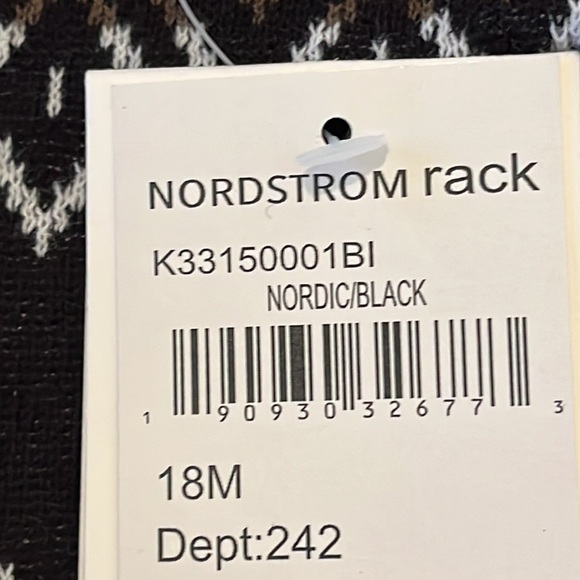 NORDSTROM rack
K33150001BI
NORDIC/BLACK
1 90930 32677 3
18M
Dept:242